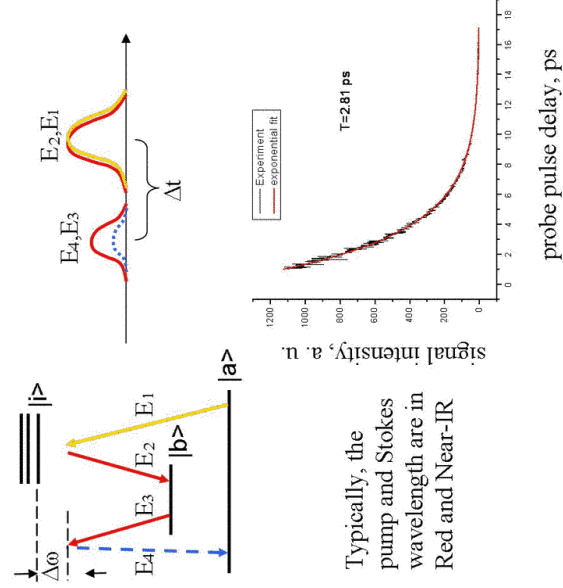 Δω
|i>
E4
E3
E2
E1
|b>
|a>
E4,E3
E2,E1
Δt
Typically, the
pump and Stokes
wavelength are in
Red and Near-IR
signal intensity, a. u.
1200
1000
800
600
400
200
0
Experiment
exponential fit
T=2.81 ps
0 2 4 6 8 10 12 14 16 18
probe pulse delay, ps